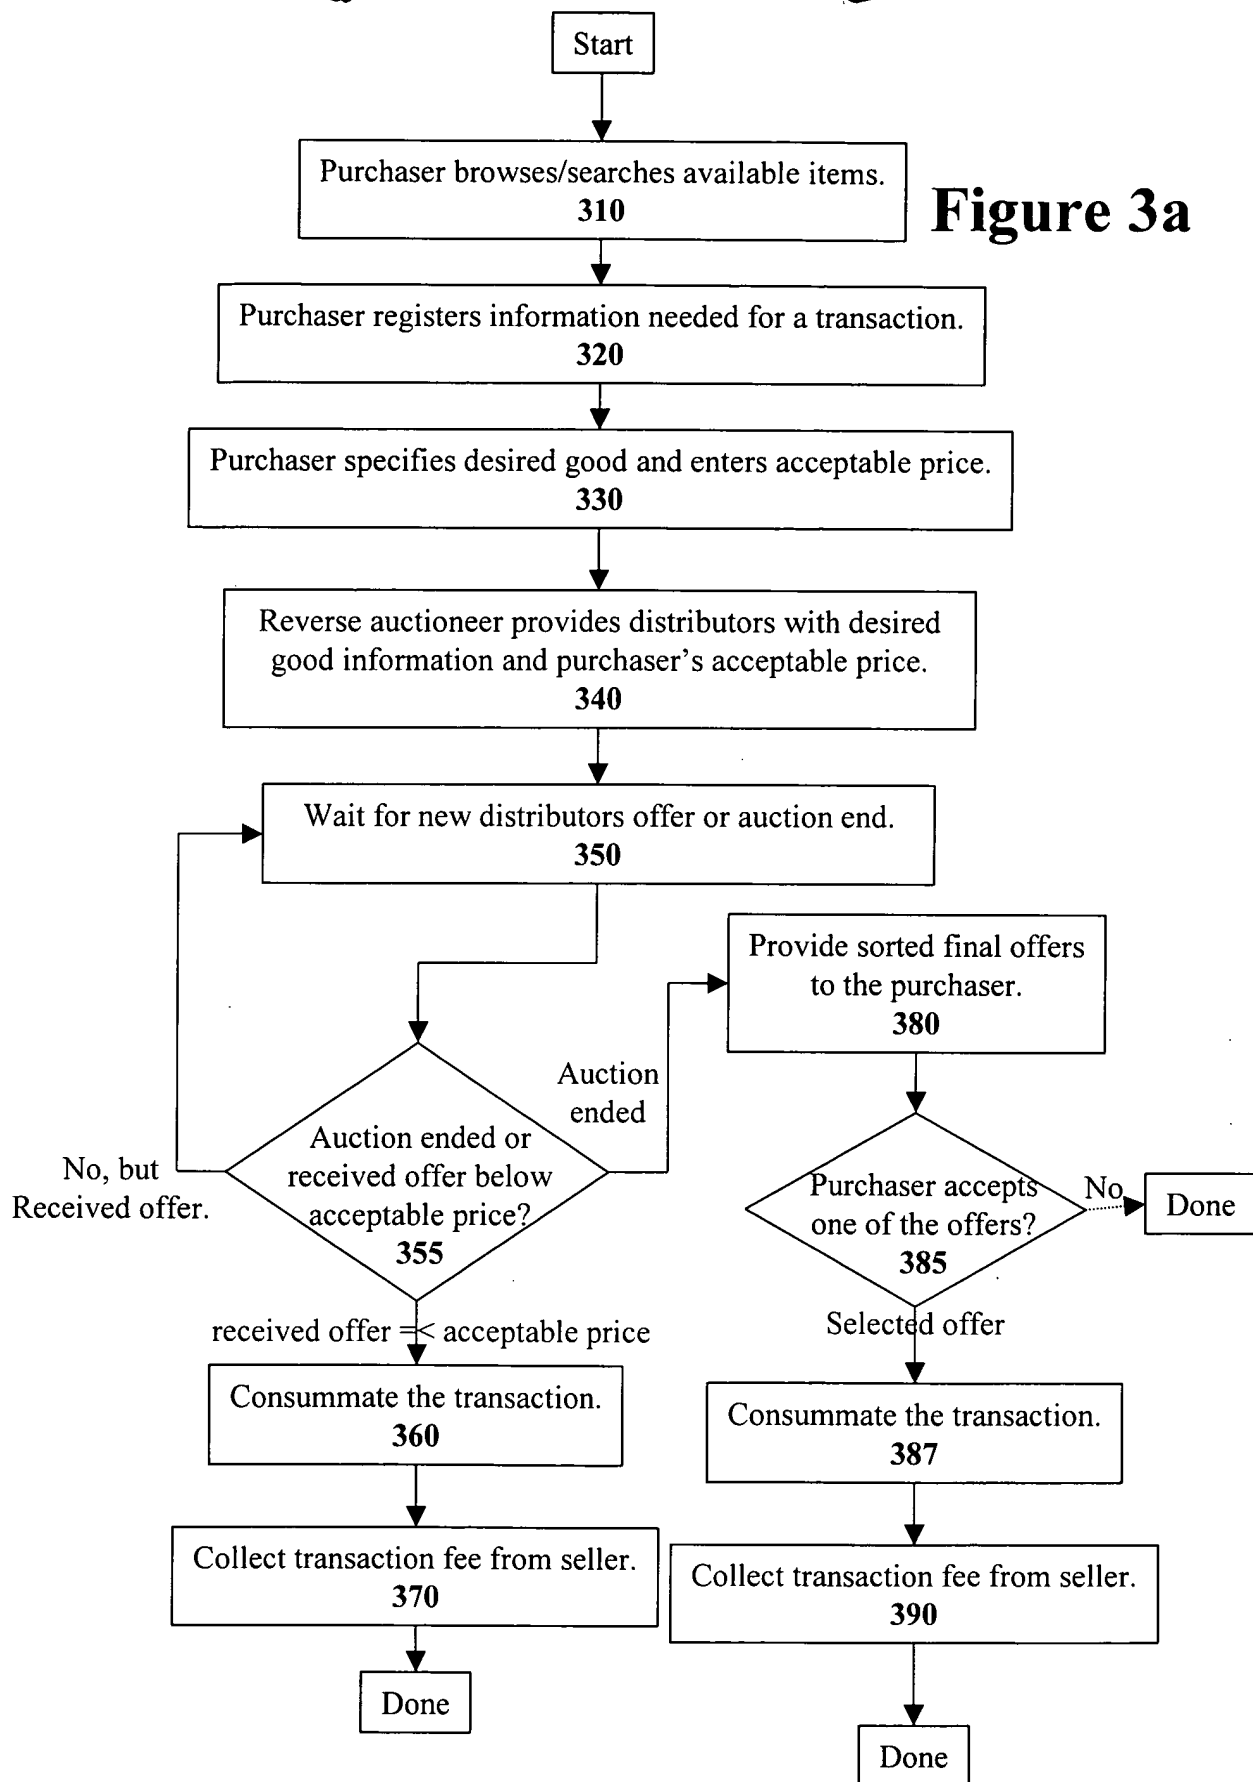 Start
Purchaser browses/searches available items.
310
Figure 3a
Purchaser registers information needed for a transaction.
320
Purchaser specifies desired good and enters acceptable price.
330
Reverse auctioneer provides distributors with desired
good information and purchaser's acceptable price.
340
Wait for new distributors offer or auction end.
350
Provide sorted final offers
to the purchaser.
380
Auction
ended
Auction ended or
received offer below
acceptable price?
355
No, but
Received offer.
Purchaser accepts
one of the offers?
385
No
Done
received offer =< acceptable price
Selected offer
Consummate the transaction.
360
Consummate the transaction.
387
Collect transaction fee from seller.
370
Collect transaction fee from seller.
390
Done
Done